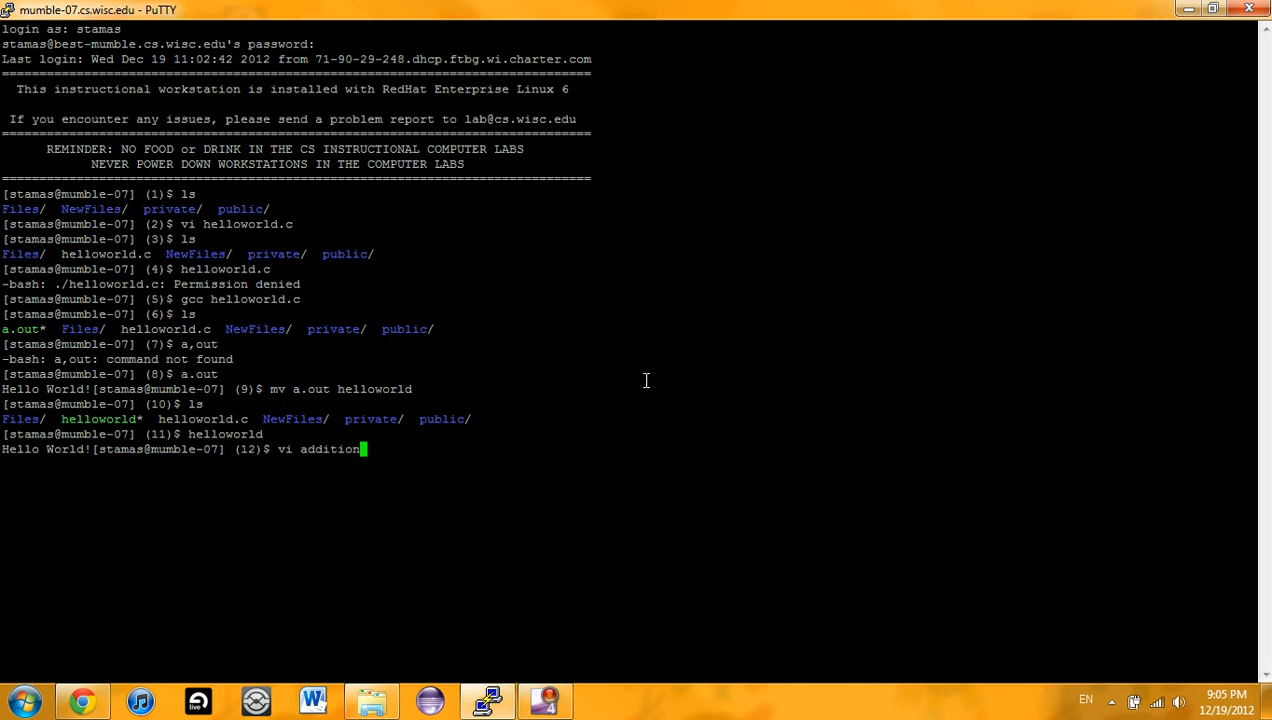 mumble-07.cs.wisc.edu - PuTTY
login as: stamas
stamas@best-mumble.cs.wisc.edu's password:
Last login: Wed Dec 19 11:02:42 2012 from 71-90-29-248.dhcp.ftbg.wi.charter.com
===============================================================================
This instructional workstation is installed with RedHat Enterprise Linux 6
If you encounter any issues, please send a problem report to lab@cs.wisc.edu
===============================================================================
REMINDER: NO FOOD or DRINK IN THE CS INSTRUCTIONAL COMPUTER LABS
NEVER POWER DOWN WORKSTATIONS IN THE COMPUTER LABS
===============================================================================
[stamas@mumble-07] (1)$ ls
Files/  NewFiles/  private/  public/
[stamas@mumble-07] (2)$ vi helloworld.c
[stamas@mumble-07] (3)$ ls
Files/  helloworld.c  NewFiles/  private/  public/
[stamas@mumble-07] (4)$ helloworld.c
-bash: ./helloworld.c: Permission denied
[stamas@mumble-07] (5)$ gcc helloworld.c
[stamas@mumble-07] (6)$ ls
a.out*  Files/  helloworld.c  NewFiles/  private/  public/
[stamas@mumble-07] (7)$ a,out
-bash: a,out: command not found
[stamas@mumble-07] (8)$ a.out
Hello World![stamas@mumble-07] (9)$ mv a.out helloworld
[stamas@mumble-07] (10)$ ls
Files/  helloworld*  helloworld.c  NewFiles/  private/  public/
[stamas@mumble-07] (11)$ helloworld
Hello World![stamas@mumble-07] (12)$ vi addition
live
W
4
EN
9:05 PM
12/19/2012